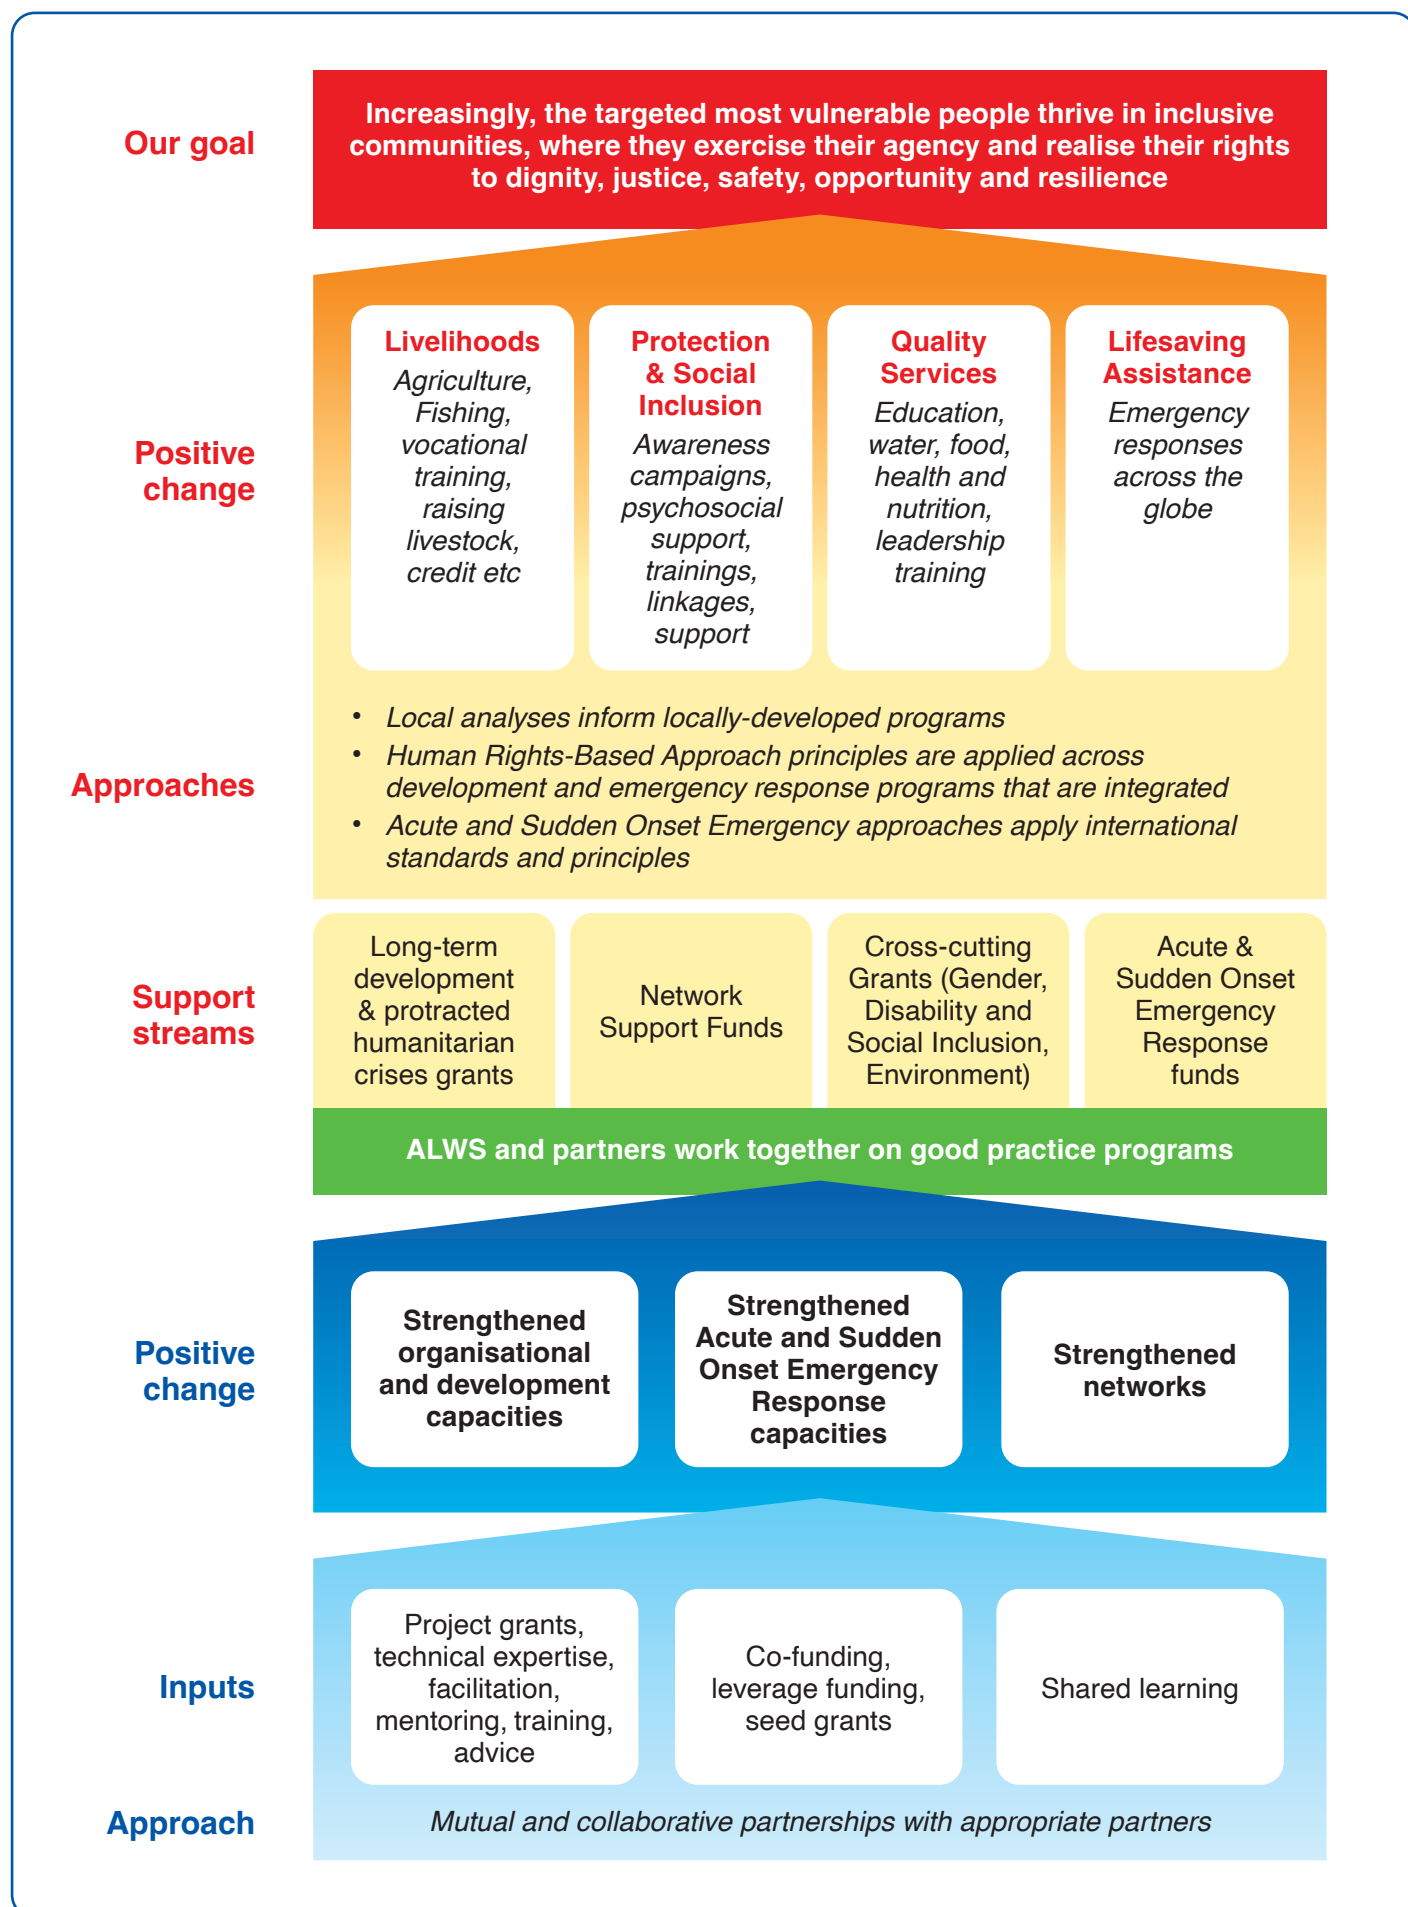 Our goal
Increasingly, the targeted most vulnerable people thrive in inclusive
communities, where they exercise their agency and realise their rights
to dignity, justice, safety, opportunity and resilience
Positive
change
Livelihoods
Agriculture,
Fishing,
vocational
training,
raising
livestock,
credit etc
Protection
& Social
Inclusion
Awareness
campaigns,
psychosocial
support,
trainings,
linkages,
support
Quality
Services
Education,
water, food,
health and
nutrition,
leadership
training
Lifesaving
Assistance
Emergency
responses
across the
globe
Approaches
• Local analyses inform locally-developed programs
• Human Rights-Based Approach principles are applied across
development and emergency response programs that are integrated
• Acute and Sudden Onset Emergency approaches apply international
standards and principles
Support
streams
Long-term
development
& protracted
humanitarian
crises grants
Network
Support Funds
Cross-cutting
Grants (Gender,
Disability and
Social Inclusion,
Environment)
Acute &
Sudden Onset
Emergency
Response
funds
ALWS and partners work together on good practice programs
Positive
change
Strengthened
organisational
and development
capacities
Strengthened
Acute and Sudden
Onset Emergency
Response
capacities
Strengthened
networks
Inputs
Project grants,
technical expertise,
facilitation,
mentoring, training,
advice
Co-funding,
leverage funding,
seed grants
Shared learning
Approach
Mutual and collaborative partnerships with appropriate partners